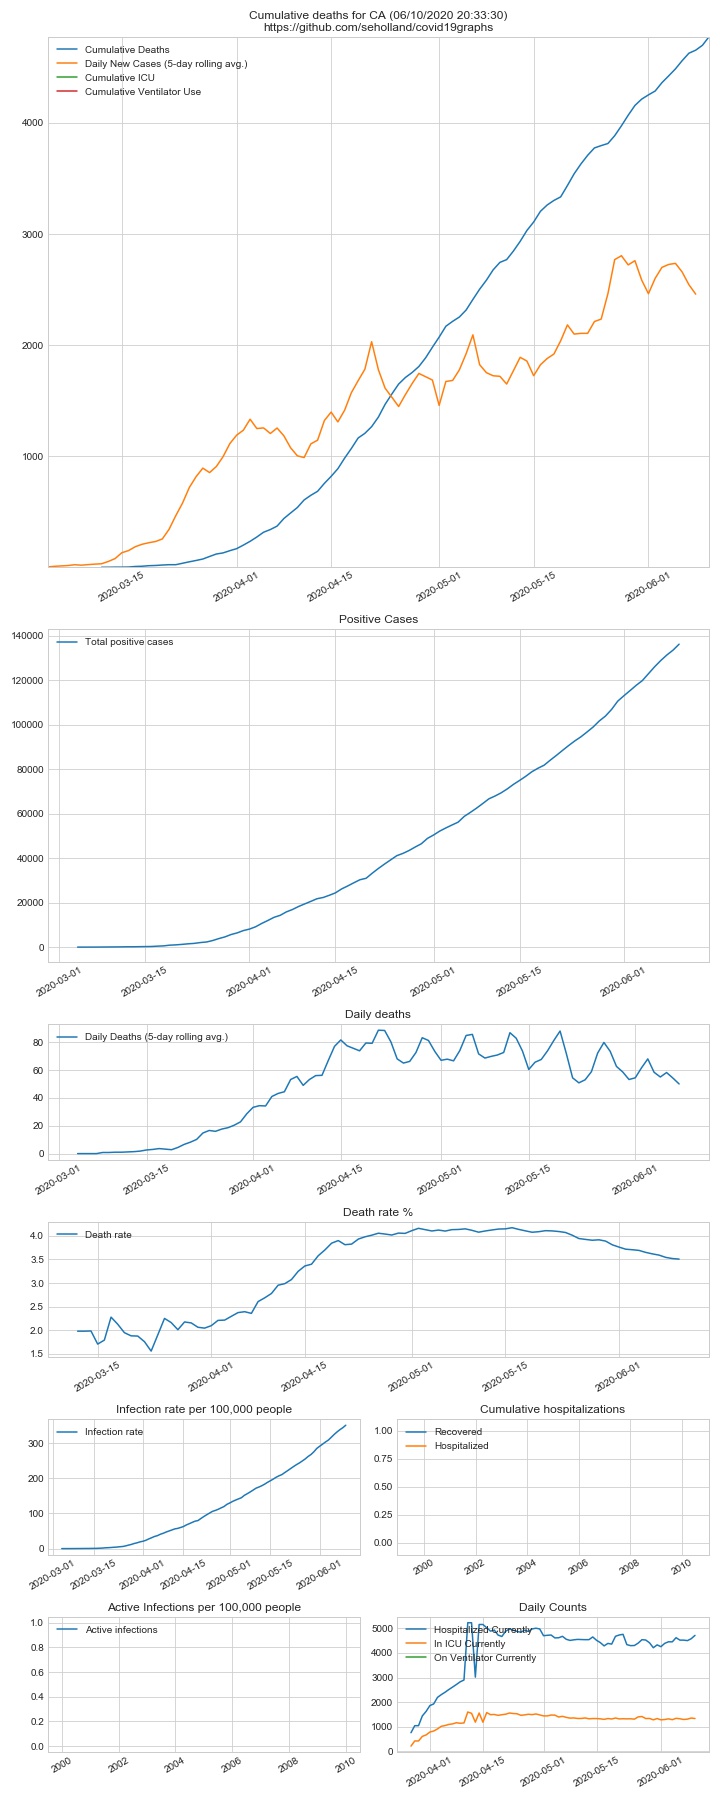 Cumulative deaths for CA (06/10/2020 20:33:30)
https://github.com/seholland/covid19graphs
Cumulative Deaths
Daily New Cases (5-day rolling avg.)
Cumulative ICU
Cumulative Ventilator Use
4000
3000
2000
1000
2020-03-15 2020-04-01 2020-04-15 2020-05-01 2020-05-15 2020-06-01
Positive Cases
Total positive cases
140000
120000
100000
80000
60000
40000
20000
0
2020-03-01 2020-03-15 2020-04-01 2020-04-15 2020-05-01 2020-05-15 2020-06-01
Daily deaths
Daily Deaths (5-day rolling avg.)
80
60
40
20
0
2020-03-01 2020-03-15 2020-04-01 2020-04-15 2020-05-01 2020-05-15 2020-06-01
Death rate %
Death rate
4.0
3.5
3.0
2.5
2.0
1.5
2020-03-15 2020-04-01 2020-04-15 2020-05-01 2020-05-15 2020-06-01
Infection rate per 100,000 people
Infection rate
300
200
100
0
2020-03-01 2020-03-15 2020-04-01 2020-04-15 2020-05-01 2020-05-15 2020-06-01
Cumulative hospitalizations
Recovered
Hospitalized
1.00
0.75
0.50
0.25
0.00
2000 2002 2004 2006 2008 2010
Active Infections per 100,000 people
Active infections
1.0
0.8
0.6
0.4
0.2
0.0
2000 2002 2004 2006 2008 2010
Daily Counts
Hospitalized Currently
In ICU Currently
On Ventilator Currently
5000
4000
3000
2000
1000
0
2020-04-01 2020-04-15 2020-05-01 2020-05-15 2020-06-01